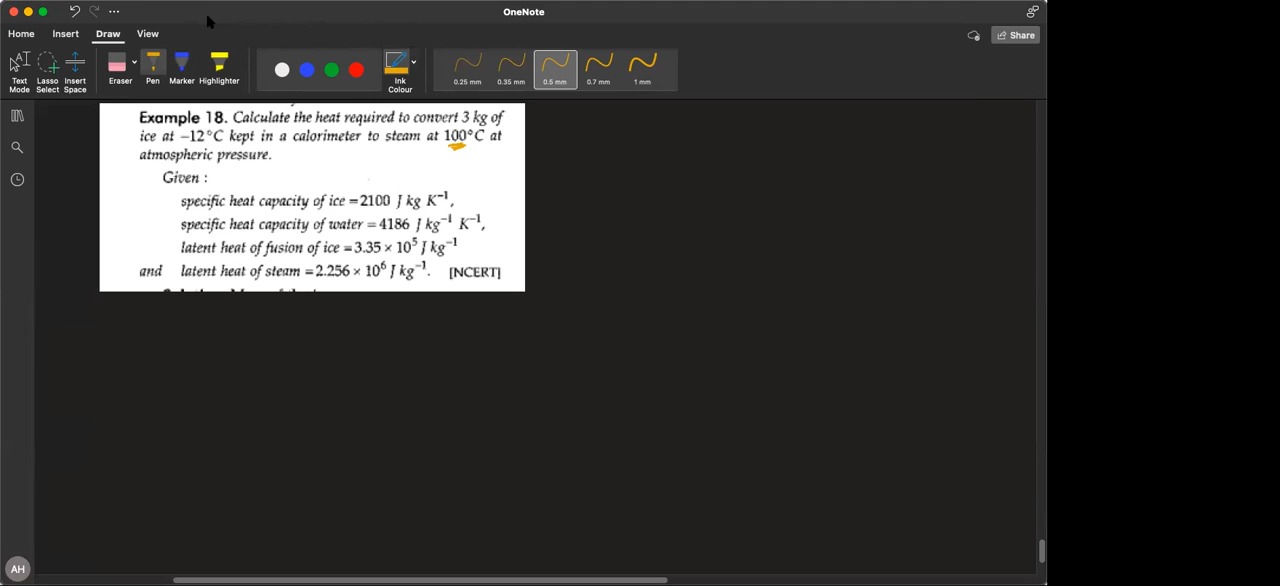 OneNote
Home Insert Draw View
Share
Text Mode
Lasso Select
Insert Space
Eraser
Pen
Marker
Highlighter
Ink Colour
0.25 mm
0.35 mm
0.5 mm
0.7 mm
1 mm
Example 18. Calculate the heat required to convert 3 kg of
ice at −12°C kept in a calorimeter to steam at 100°C at
atmospheric pressure.
Given :
specific heat capacity of ice = 2100 J kg K⁻¹,
specific heat capacity of water = 4186 J kg⁻¹ K⁻¹,
latent heat of fusion of ice = 3.35 × 10⁵ J kg⁻¹
and latent heat of steam = 2.256 × 10⁶ J kg⁻¹. [NCERT]
AH